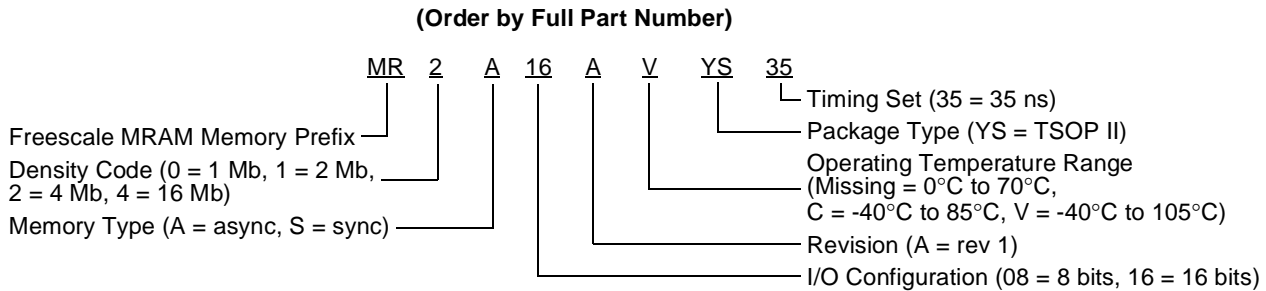 (Order by Full Part Number)
MR 2 A 16 A V YS 35
Timing Set (35 = 35 ns)
Freescale MRAM Memory Prefix
Package Type (YS = TSOP II)
Density Code (0 = 1 Mb, 1 = 2 Mb,
2 = 4 Mb, 4 = 16 Mb)
Operating Temperature Range
(Missing = 0°C to 70°C,
C = -40°C to 85°C, V = -40°C to 105°C)
Memory Type (A = async, S = sync)
Revision (A = rev 1)
I/O Configuration (08 = 8 bits, 16 = 16 bits)